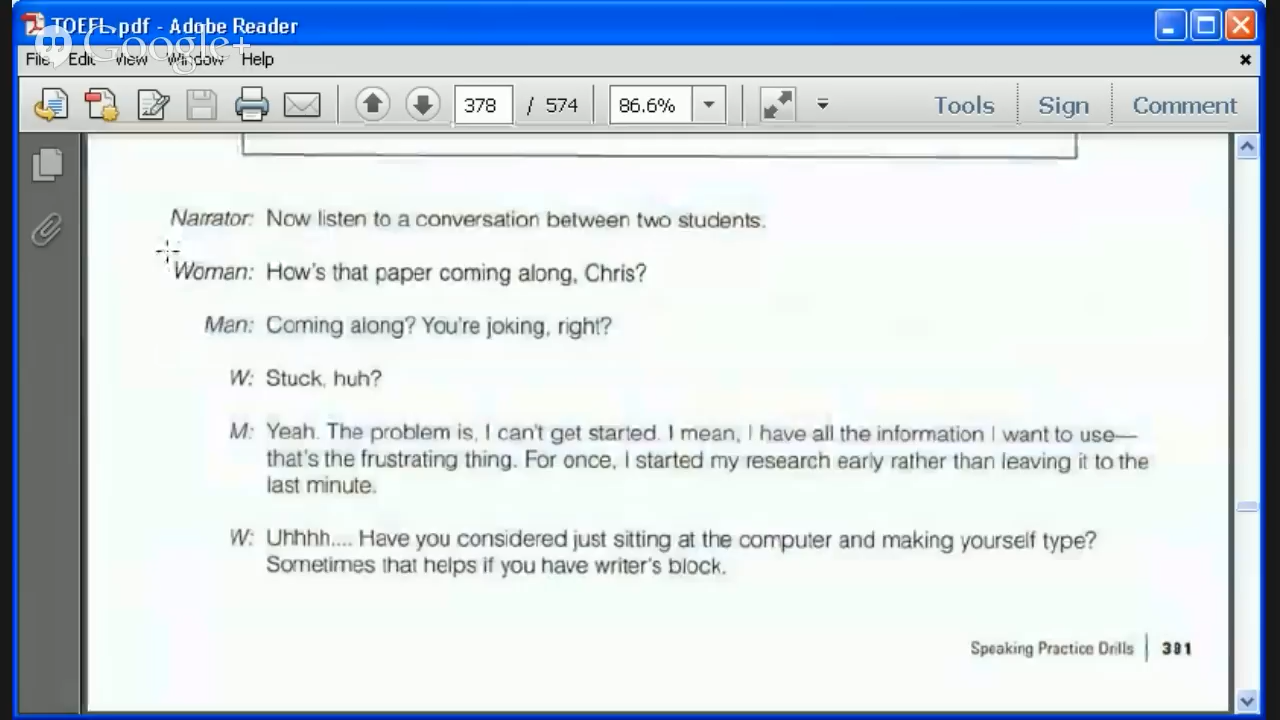 TOEFL.pdf - Adobe Reader
Google+
File Edit View Window Help
378 / 574 86.6% Tools Sign Comment
Narrator: Now listen to a conversation between two students.
Woman: How's that paper coming along, Chris?
Man: Coming along? You're joking, right?
W: Stuck, huh?
M: Yeah. The problem is, I can't get started. I mean, I have all the information I want to use—
that's the frustrating thing. For once, I started my research early rather than leaving it to the
last minute.
W: Uhhhh.... Have you considered just sitting at the computer and making yourself type?
Sometimes that helps if you have writer's block.
Speaking Practice Drills | 381